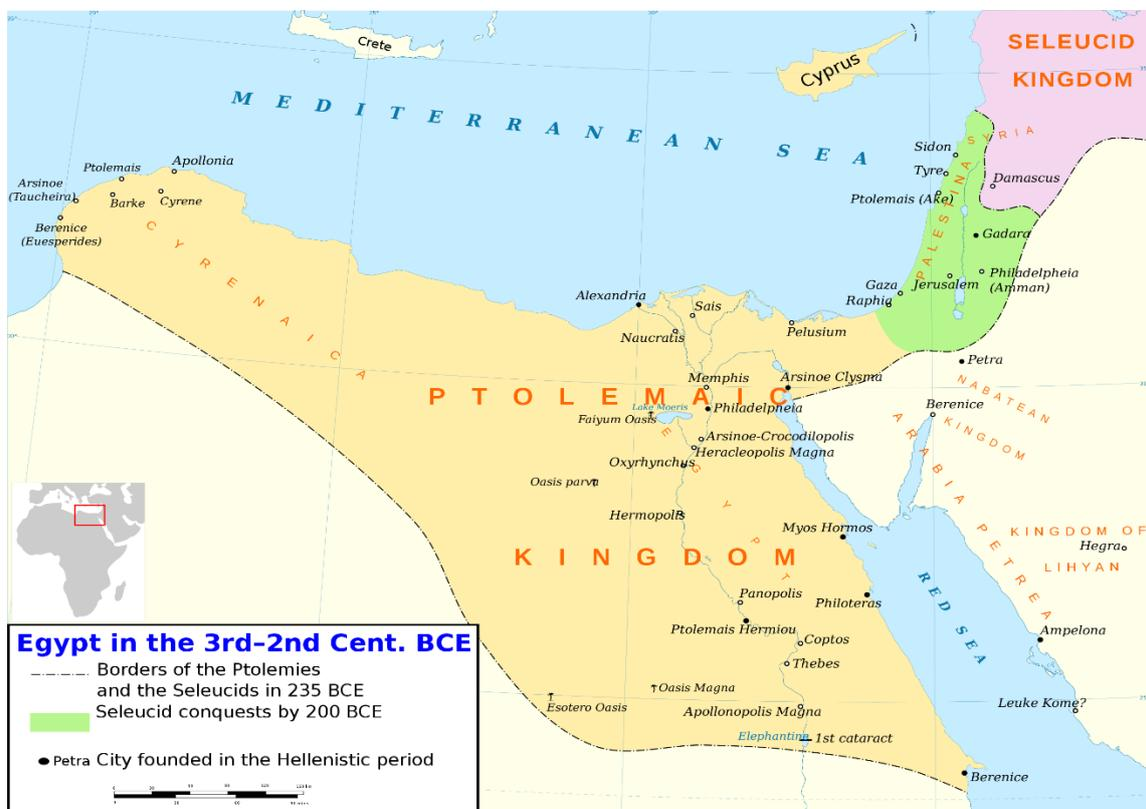 Crete
Cyprus
SELEUCID
KINGDOM
MEDITERRANEAN SEA
SYRIA
Sidon
Tyre
Damascus
Ptolemais (Ake)
PALESTINA
Gadara
Philadelpheia
(Amman)
Jerusalem
Gaza
Raphia
Ptolemais
Apollonia
Arsinoe
(Taucheira)
Barke
Cyrene
Berenice
(Euesperides)
CYRENAICA
Alexandria
Sais
Naucratis
Pelusium
Petra
Memphis
Arsinoe Clysma
PTOLEMAIC
NABATEAN
KINGDOM
Lake Moeris
Philadelpheia
Faiyum Oasis
Berenice
ARABIA PETREA
EGYPT
Arsinoe-Crocodilopolis
Heracleopolis Magna
Oxyrhynchus
Oasis parva
Hermopolis
Myos Hormos
KINGDOM OF
Hegra
LIHYAN
KINGDOM
RED SEA
Panopolis
Philoteras
Ptolemais Hermiou
Coptos
Ampelona
Thebes
Oasis Magna
Esotero Oasis
Apollonopolis Magna
Leuke Kome?
Elephantine
1st cataract
Berenice
Egypt in the 3rd–2nd Cent. BCE
Borders of the Ptolemies
and the Seleucids in 235 BCE
Seleucid conquests by 200 BCE
Petra City founded in the Hellenistic period